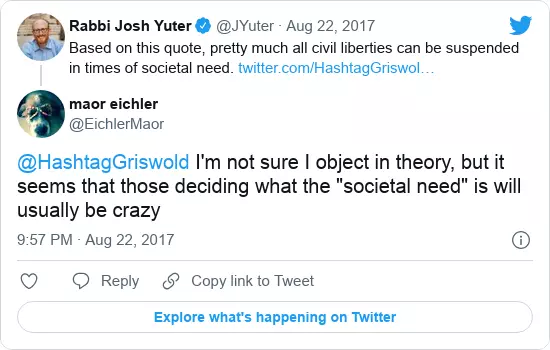 Rabbi Josh Yuter @JYuter · Aug 22, 2017
Based on this quote, pretty much all civil liberties can be suspended
in times of societal need. twitter.com/HashtagGriswol…
maor eichler
@EichlerMaor
@HashtagGriswold I'm not sure I object in theory, but it
seems that those deciding what the "societal need" is will
usually be crazy
9:57 PM · Aug 22, 2017
Reply Copy link to Tweet
Explore what's happening on Twitter